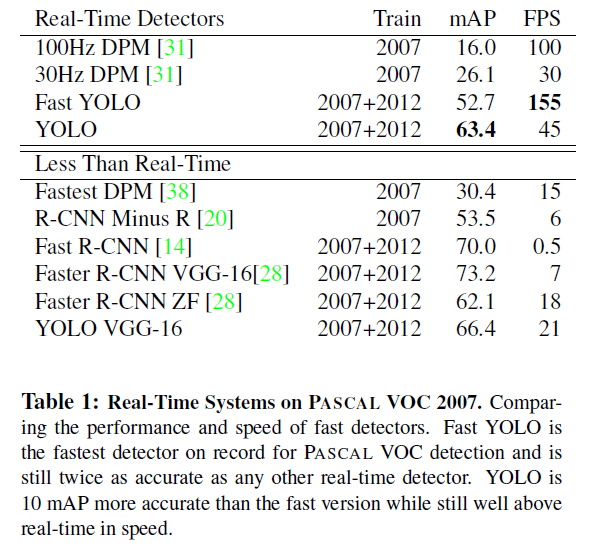 Real-Time Detectors Train mAP FPS
100Hz DPM [31] 2007 16.0 100
30Hz DPM [31] 2007 26.1 30
Fast YOLO 2007+2012 52.7 155
YOLO 2007+2012 63.4 45
Less Than Real-Time
Fastest DPM [38] 2007 30.4 15
R-CNN Minus R [20] 2007 53.5 6
Fast R-CNN [14] 2007+2012 70.0 0.5
Faster R-CNN VGG-16[28] 2007+2012 73.2 7
Faster R-CNN ZF [28] 2007+2012 62.1 18
YOLO VGG-16 2007+2012 66.4 21
Table 1: Real-Time Systems on PASCAL VOC 2007. Compar-
ing the performance and speed of fast detectors. Fast YOLO is
the fastest detector on record for PASCAL VOC detection and is
still twice as accurate as any other real-time detector. YOLO is
10 mAP more accurate than the fast version while still well above
real-time in speed.